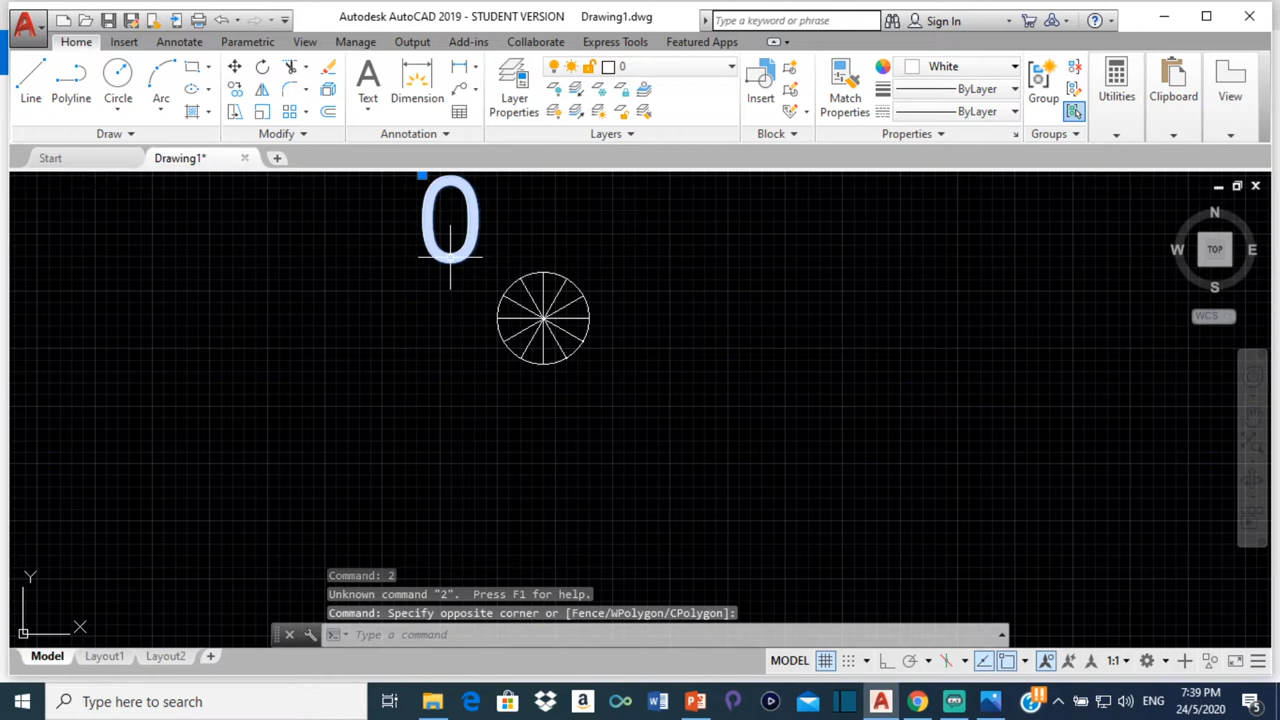 Autodesk AutoCAD 2019 - STUDENT VERSION Drawing1.dwg
Type a keyword or phrase
Sign In
Home Insert Annotate Parametric View Manage Output Add-ins Collaborate Express Tools Featured Apps
0
White
ByLayer
ByLayer
Line Polyline Circle Arc Text Dimension Layer Properties Insert Match Properties Group Utilities Clipboard View
Draw Modify Annotation Layers Block Properties Groups
Start Drawing1*
0
N
W TOP E
S
WCS
Y
X
Command: 2
Unknown command "2". Press F1 for help.
Command: Specify opposite corner or [Fence/WPolygon/CPolygon]:
Type a command
Model Layout1 Layout2
MODEL 1:1
Type here to search
ENG
7:39 PM
24/5/2020
5